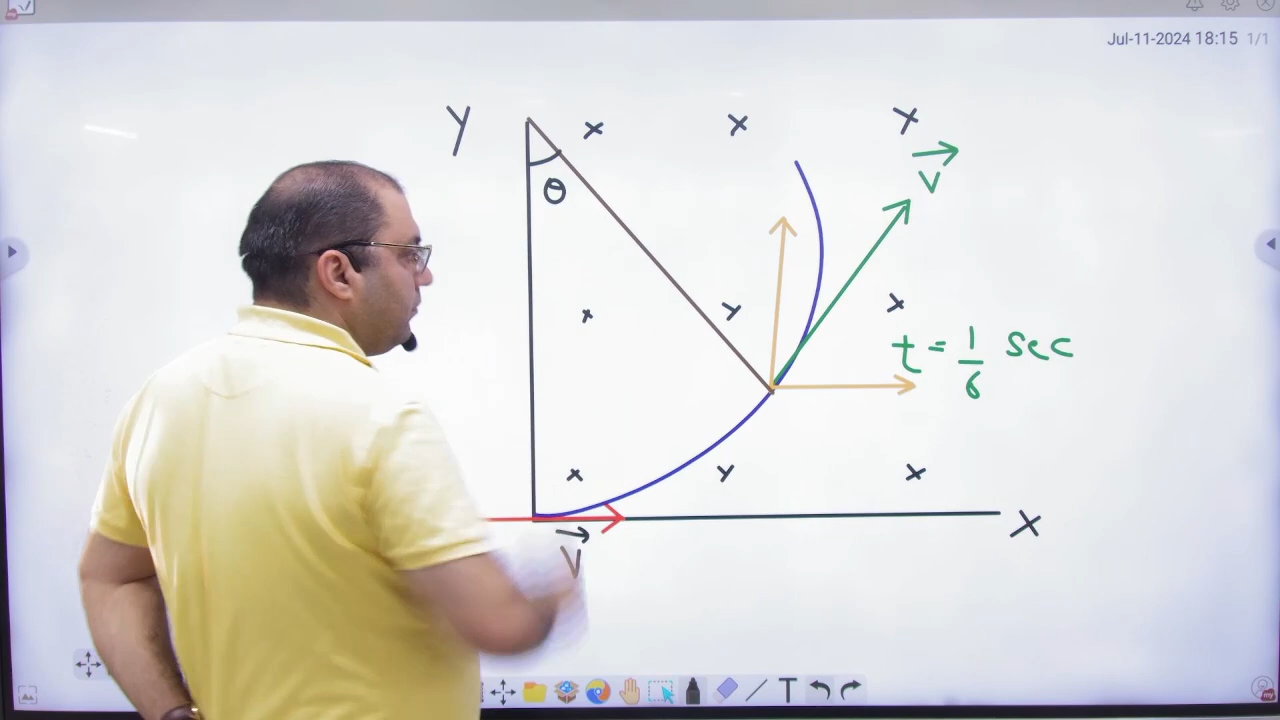 Jul-11-2024 18:15 1/1
Y
θ
V
t = 1/6 sec
V
X
T